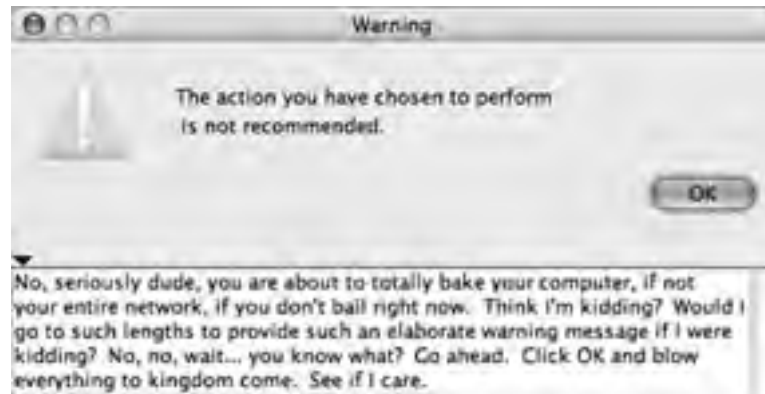 Warning
The action you have chosen to perform
is not recommended.
OK
No, seriously dude, you are about to totally bake your computer, if not
your entire network, if you don't bail right now. Think I'm kidding? Would I
go to such lengths to provide such an elaborate warning message if I were
kidding? No, no, wait... you know what? Go ahead. Click OK and blow
everything to kingdom come. See if I care.